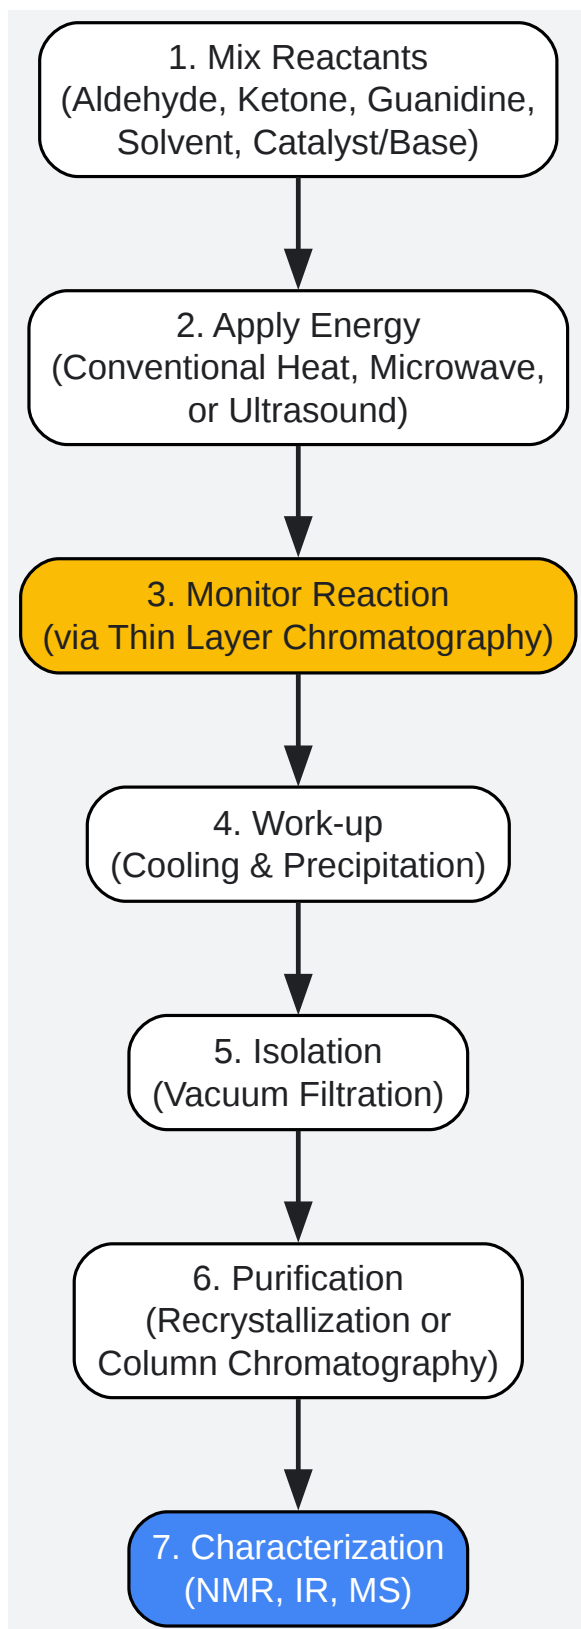 1. Mix Reactants
(Aldehyde, Ketone, Guanidine,
Solvent, Catalyst/Base)
2. Apply Energy
(Conventional Heat, Microwave,
or Ultrasound)
3. Monitor Reaction
(via Thin Layer Chromatography)
4. Work-up
(Cooling & Precipitation)
5. Isolation
(Vacuum Filtration)
6. Purification
(Recrystallization or
Column Chromatography)
7. Characterization
(NMR, IR, MS)